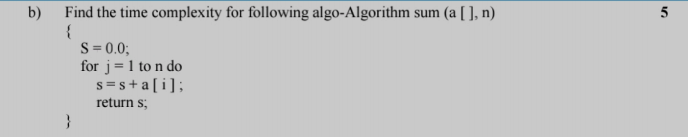 b) Find the time complexity for following algo-Algorithm sum (a [ ], n) 5
{
S = 0.0;
for j = 1 to n do
s = s + a [ i ] ;
return s;
}